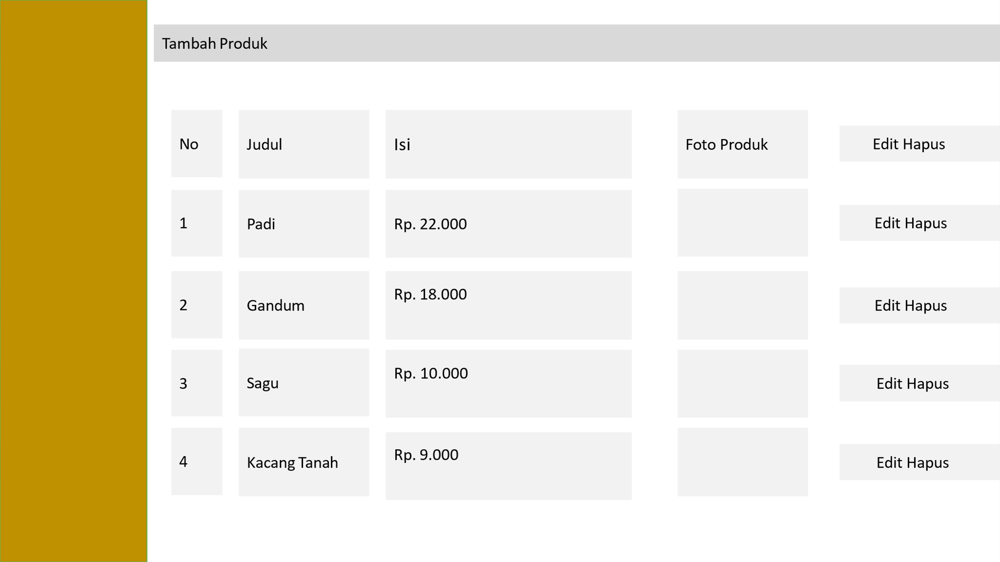 Tambah Produk
No Judul Isi Foto Produk Edit Hapus
1 Padi Rp. 22.000 Edit Hapus
2 Gandum Rp. 18.000 Edit Hapus
3 Sagu Rp. 10.000 Edit Hapus
4 Kacang Tanah Rp. 9.000 Edit Hapus